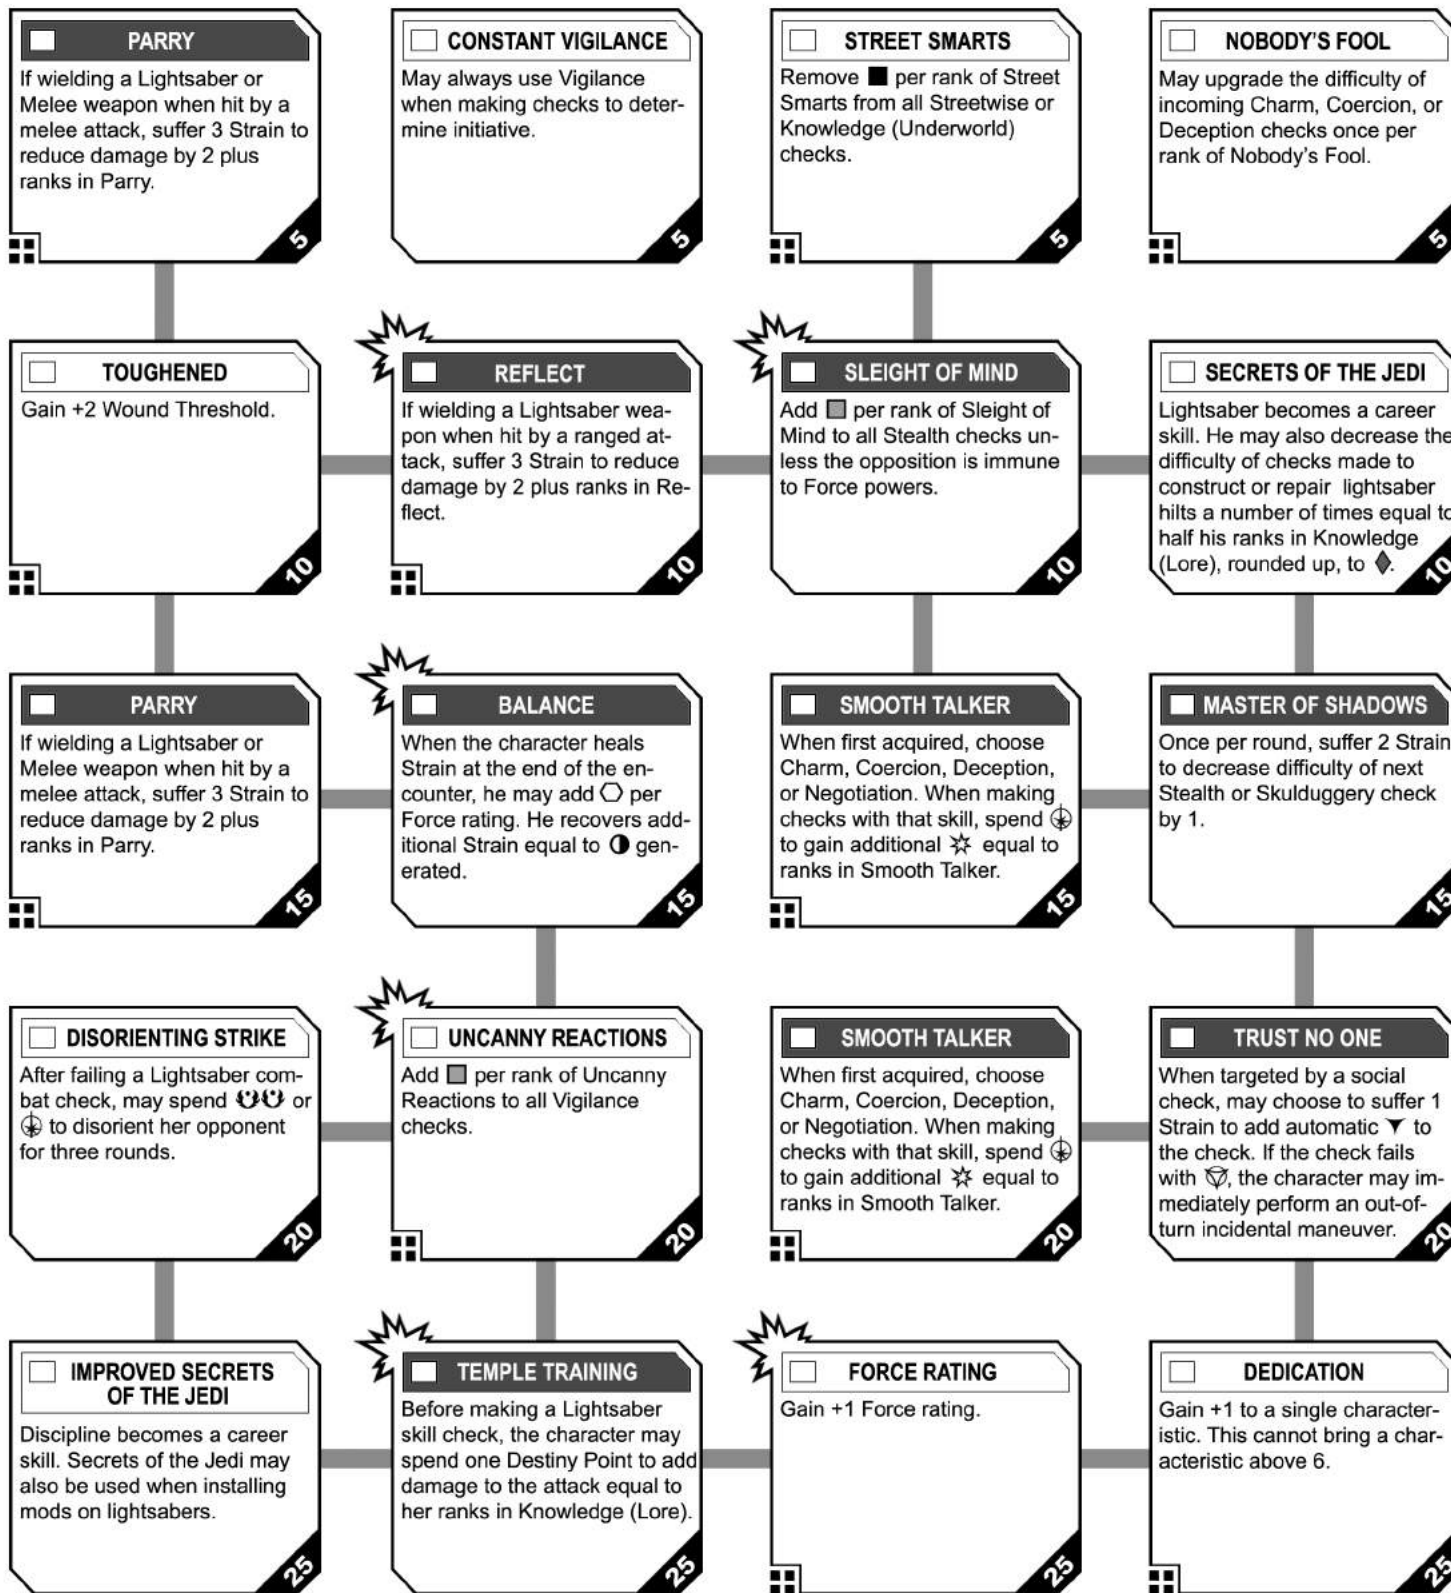 PARRY
If wielding a Lightsaber or
Melee weapon when hit by a
melee attack, suffer 3 Strain to
reduce damage by 2 plus
ranks in Parry.
5
CONSTANT VIGILANCE
May always use Vigilance
when making checks to deter-
mine initiative.
5
STREET SMARTS
Remove ■ per rank of Street
Smarts from all Streetwise or
Knowledge (Underworld)
checks.
5
NOBODY'S FOOL
May upgrade the difficulty of
incoming Charm, Coercion, or
Deception checks once per
rank of Nobody's Fool.
5
TOUGHENED
Gain +2 Wound Threshold.
10
REFLECT
If wielding a Lightsaber wea-
pon when hit by a ranged at-
tack, suffer 3 Strain to reduce
damage by 2 plus ranks in Re-
flect.
10
SLEIGHT OF MIND
Add per rank of Sleight of
Mind to all Stealth checks un-
less the opposition is immune
to Force powers.
10
SECRETS OF THE JEDI
Lightsaber becomes a career
skill. He may also decrease the
difficulty of checks made to
construct or repair lightsaber
hilts a number of times equal to
half his ranks in Knowledge
(Lore), rounded up, to ♦.
10
PARRY
If wielding a Lightsaber or
Melee weapon when hit by a
melee attack, suffer 3 Strain to
reduce damage by 2 plus
ranks in Parry.
15
BALANCE
When the character heals
Strain at the end of the en-
counter, he may add per
Force rating. He recovers add-
itional Strain equal to gen-
erated.
15
SMOOTH TALKER
When first acquired, choose
Charm, Coercion, Deception,
or Negotiation. When making
checks with that skill, spend
to gain additional equal to
ranks in Smooth Talker.
15
MASTER OF SHADOWS
Once per round, suffer 2 Strain
to decrease difficulty of next
Stealth or Skulduggery check
by 1.
15
DISORIENTING STRIKE
After failing a Lightsaber com-
bat check, may spend or
to disorient her opponent
for three rounds.
20
UNCANNY REACTIONS
Add per rank of Uncanny
Reactions to all Vigilance
checks.
20
SMOOTH TALKER
When first acquired, choose
Charm, Coercion, Deception,
or Negotiation. When making
checks with that skill, spend
to gain additional equal to
ranks in Smooth Talker.
20
TRUST NO ONE
When targeted by a social
check, may choose to suffer 1
Strain to add automatic to
the check. If the check fails
with , the character may im-
mediately perform an out-of-
turn incidental maneuver.
20
IMPROVED SECRETS
OF THE JEDI
Discipline becomes a career
skill. Secrets of the Jedi may
also be used when installing
mods on lightsabers.
25
TEMPLE TRAINING
Before making a Lightsaber
skill check, the character may
spend one Destiny Point to add
damage to the attack equal to
her ranks in Knowledge (Lore).
25
FORCE RATING
Gain +1 Force rating.
25
DEDICATION
Gain +1 to a single character-
istic. This cannot bring a char-
acteristic above 6.
25